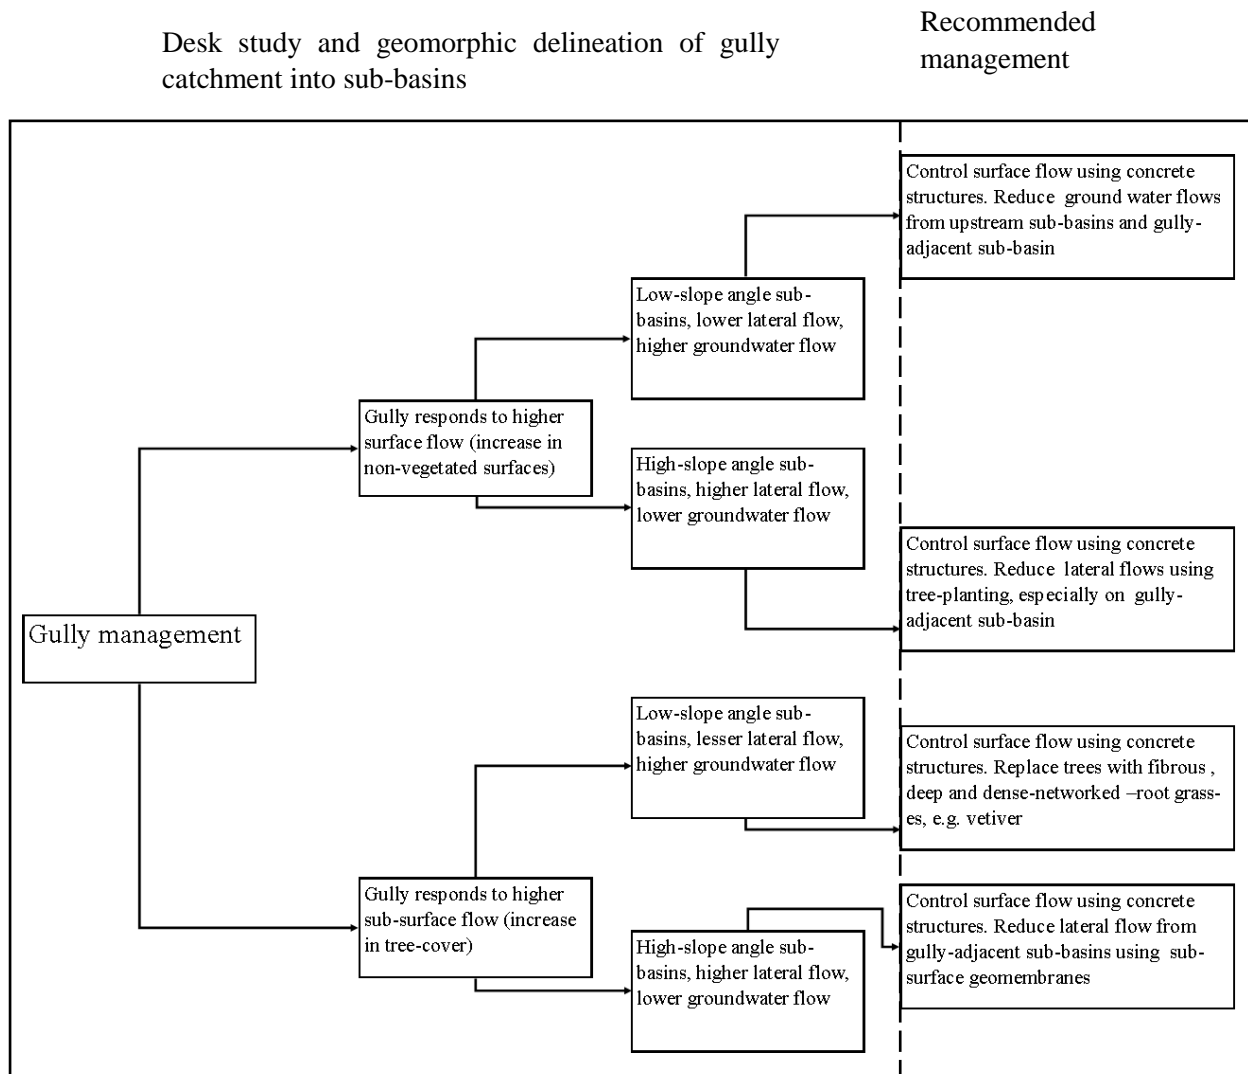 Desk study and geomorphic delineation of gully
catchment into sub-basins
Recommended
management
Control surface flow using concrete
structures. Reduce ground water flows
from upstream sub-basins and gully-
adjacent sub-basin
Low-slope angle sub-
basins, lower lateral flow,
higher groundwater flow
Gully responds to higher
surface flow (increase in
non-vegetated surfaces)
High-slope angle sub-
basins, higher lateral flow,
lower groundwater flow
Control surface flow using concrete
structures. Reduce lateral flows using
tree-planting, especially on gully-
adjacent sub-basin
Gully management
Low-slope angle sub-
basins, lesser lateral flow,
higher groundwater flow
Control surface flow using concrete
structures. Replace trees with fibrous ,
deep and dense-networked –root grass-
es, e.g. vetiver
Gully responds to higher
sub-surface flow (increase
in tree-cover)
High-slope angle sub-
basins, higher lateral flow,
lower groundwater flow
Control surface flow using concrete
structures. Reduce lateral flow from
gully-adjacent sub-basins using sub-
surface geomembranes